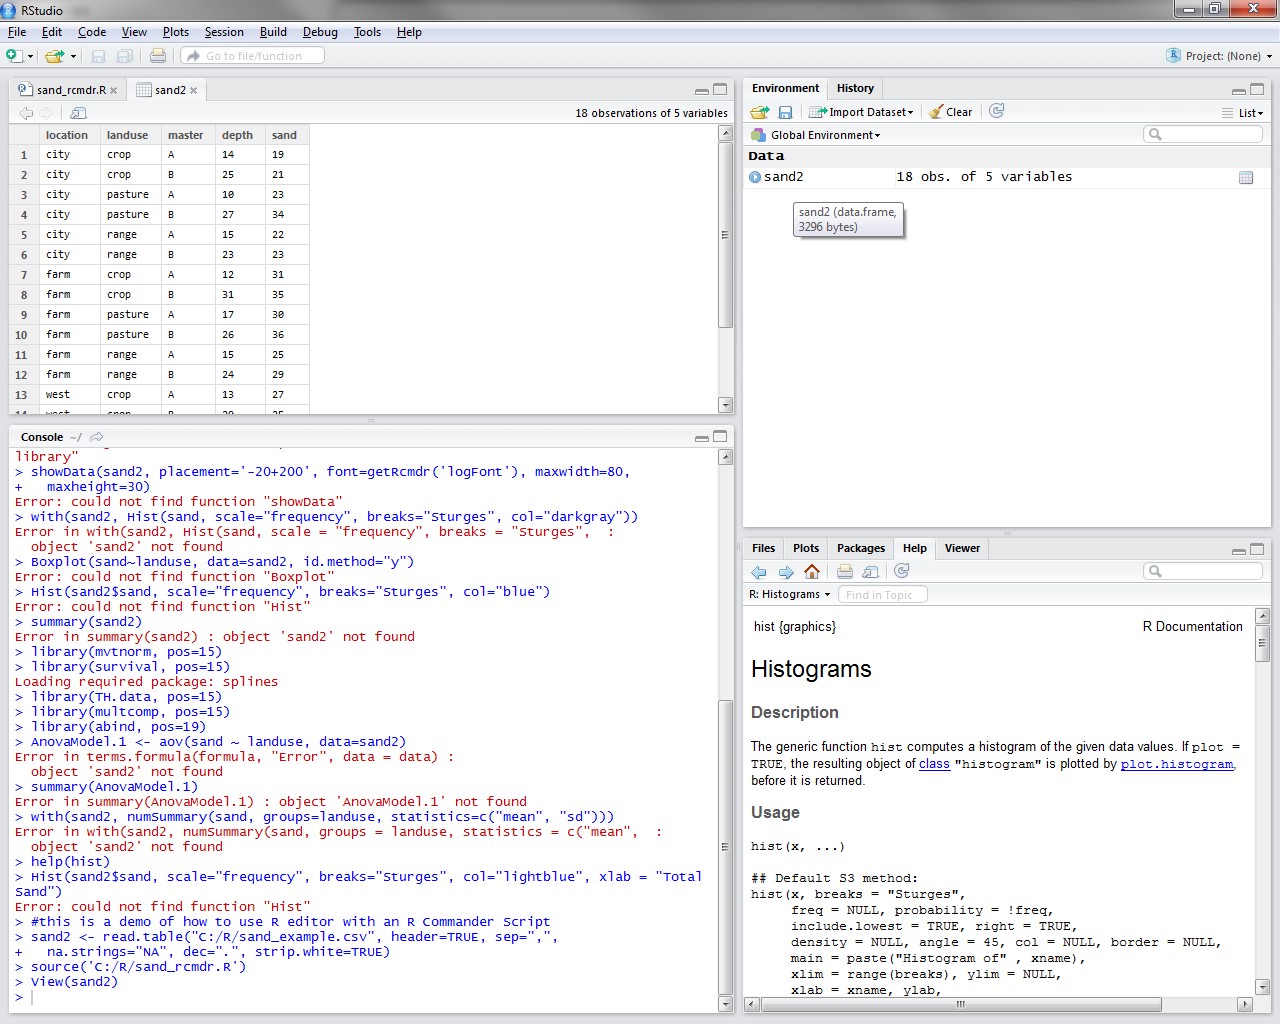 RStudio
File Edit Code View Plots Session Build Debug Tools Help
Go to file/function
Project: (None)
sand_rcmdr.R
sand2
18 observations of 5 variables
location landuse master depth sand
1 city crop A 14 19
2 city crop B 25 21
3 city pasture A 10 23
4 city pasture B 27 34
5 city range A 15 22
6 city range B 23 23
7 farm crop A 12 31
8 farm crop B 31 35
9 farm pasture A 17 30
10 farm pasture B 26 36
11 farm range A 15 25
12 farm range B 24 29
13 west crop A 13 27
Console ~/
library"
> showData(sand2, placement='-20+200', font=getRcmdr('logFont'), maxwidth=80,
+   maxheight=30)
Error: could not find function "showData"
> with(sand2, Hist(sand, scale="frequency", breaks="Sturges", col="darkgray"))
Error in with(sand2, Hist(sand, scale = "frequency", breaks = "Sturges",  :
  object 'sand2' not found
> Boxplot(sand~landuse, data=sand2, id.method="y")
Error: could not find function "Boxplot"
> Hist(sand2$sand, scale="frequency", breaks="Sturges", col="blue")
Error: could not find function "Hist"
> summary(sand2)
Error in summary(sand2) : object 'sand2' not found
> library(mvtnorm, pos=15)
> library(survival, pos=15)
Loading required package: splines
> library(TH.data, pos=15)
> library(multcomp, pos=15)
> library(abind, pos=19)
> AnovaModel.1 <- aov(sand ~ landuse, data=sand2)
Error in terms.formula(formula, "Error", data = data) :
  object 'sand2' not found
> summary(AnovaModel.1)
Error in summary(AnovaModel.1) : object 'AnovaModel.1' not found
> with(sand2, numSummary(sand, groups=landuse, statistics=c("mean", "sd")))
Error in with(sand2, numSummary(sand, groups = landuse, statistics = c("mean",  :
  object 'sand2' not found
> help(hist)
> Hist(sand2$sand, scale="frequency", breaks="Sturges", col="lightblue", xlab = "Total
Sand")
Error: could not find function "Hist"
> #this is a demo of how to use R editor with an R Commander Script
> sand2 <- read.table("C:/R/sand_example.csv", header=TRUE, sep=",",
+   na.strings="NA", dec=".", strip.white=TRUE)
> source('C:/R/sand_rcmdr.R')
> View(sand2)
>
Environment History
Import Dataset Clear List
Global Environment
Data
sand2 18 obs. of 5 variables
sand2 (data.frame,
3296 bytes)
Files Plots Packages Help Viewer
R: Histograms Find in Topic
hist {graphics} R Documentation
Histograms
Description
The generic function hist computes a histogram of the given data values. If plot =
TRUE, the resulting object of class "histogram" is plotted by plot.histogram,
before it is returned.
Usage
hist(x, ...)
## Default S3 method:
hist(x, breaks = "Sturges",
     freq = NULL, probability = !freq,
     include.lowest = TRUE, right = TRUE,
     density = NULL, angle = 45, col = NULL, border = NULL,
     main = paste("Histogram of" , xname),
     xlim = range(breaks), ylim = NULL,
     xlab = xname, ylab,